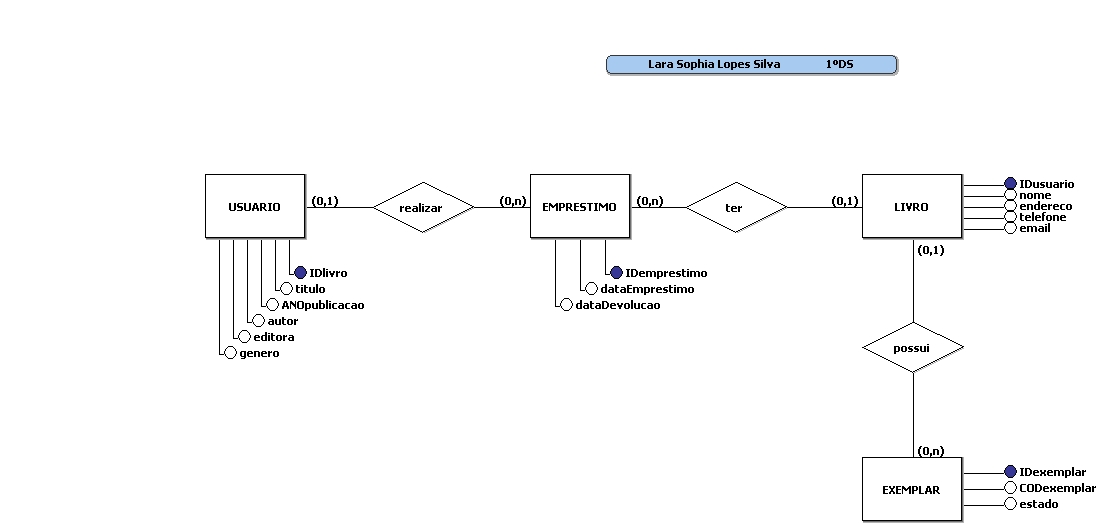 Lara Sophia Lopes Silva 1ºDS
USUARIO
(0,1)
realizar
(0,n)
EMPRESTIMO
(0,n)
ter
(0,1)
LIVRO
IDusuario
nome
endereco
telefone
email
IDlivro
titulo
ANOpublicacao
autor
editora
genero
IDemprestimo
dataEmprestimo
dataDevolucao
(0,1)
possui
(0,n)
EXEMPLAR
IDexemplar
CODexemplar
estado